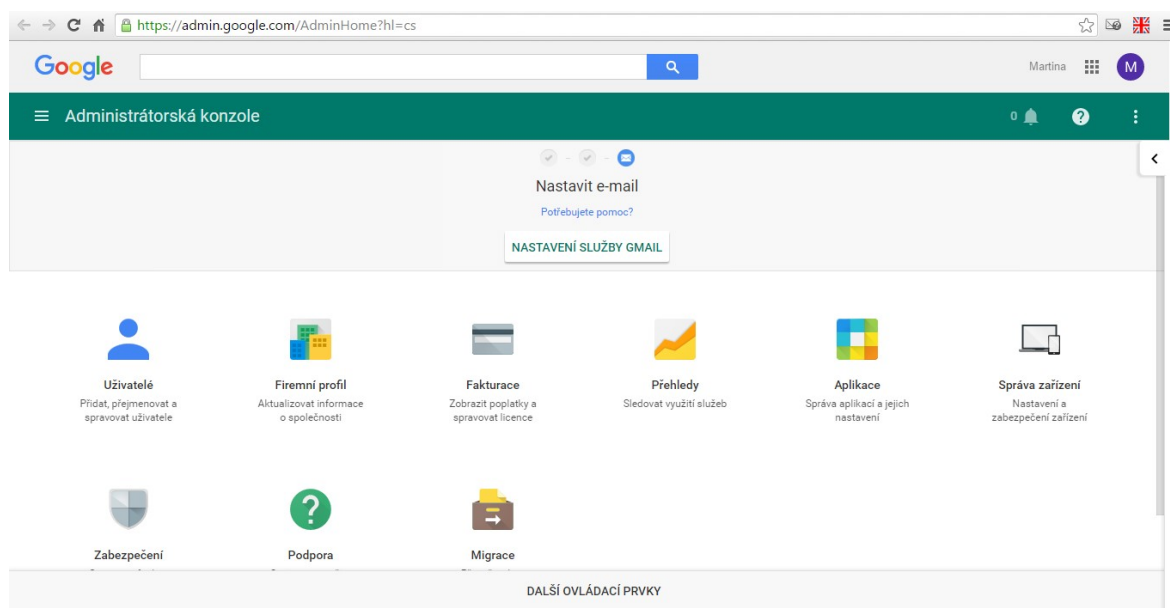 https://admin.google.com/AdminHome?hl=cs
Google
Martina
M
Administrátorská konzole
0
Nastavit e-mail
Potřebujete pomoc?
NASTAVENÍ SLUŽBY GMAIL
Uživatelé
Přidat, přejmenovat a
spravovat uživatele
Firemní profil
Aktualizovat informace
o společnosti
Fakturace
Zobrazit poplatky a
spravovat licence
Přehledy
Sledovat využití služeb
Aplikace
Správa aplikací a jejich
nastavení
Správa zařízení
Nastavení a
zabezpečení zařízení
Zabezpečení
Podpora
Migrace
DALŠÍ OVLÁDACÍ PRVKY